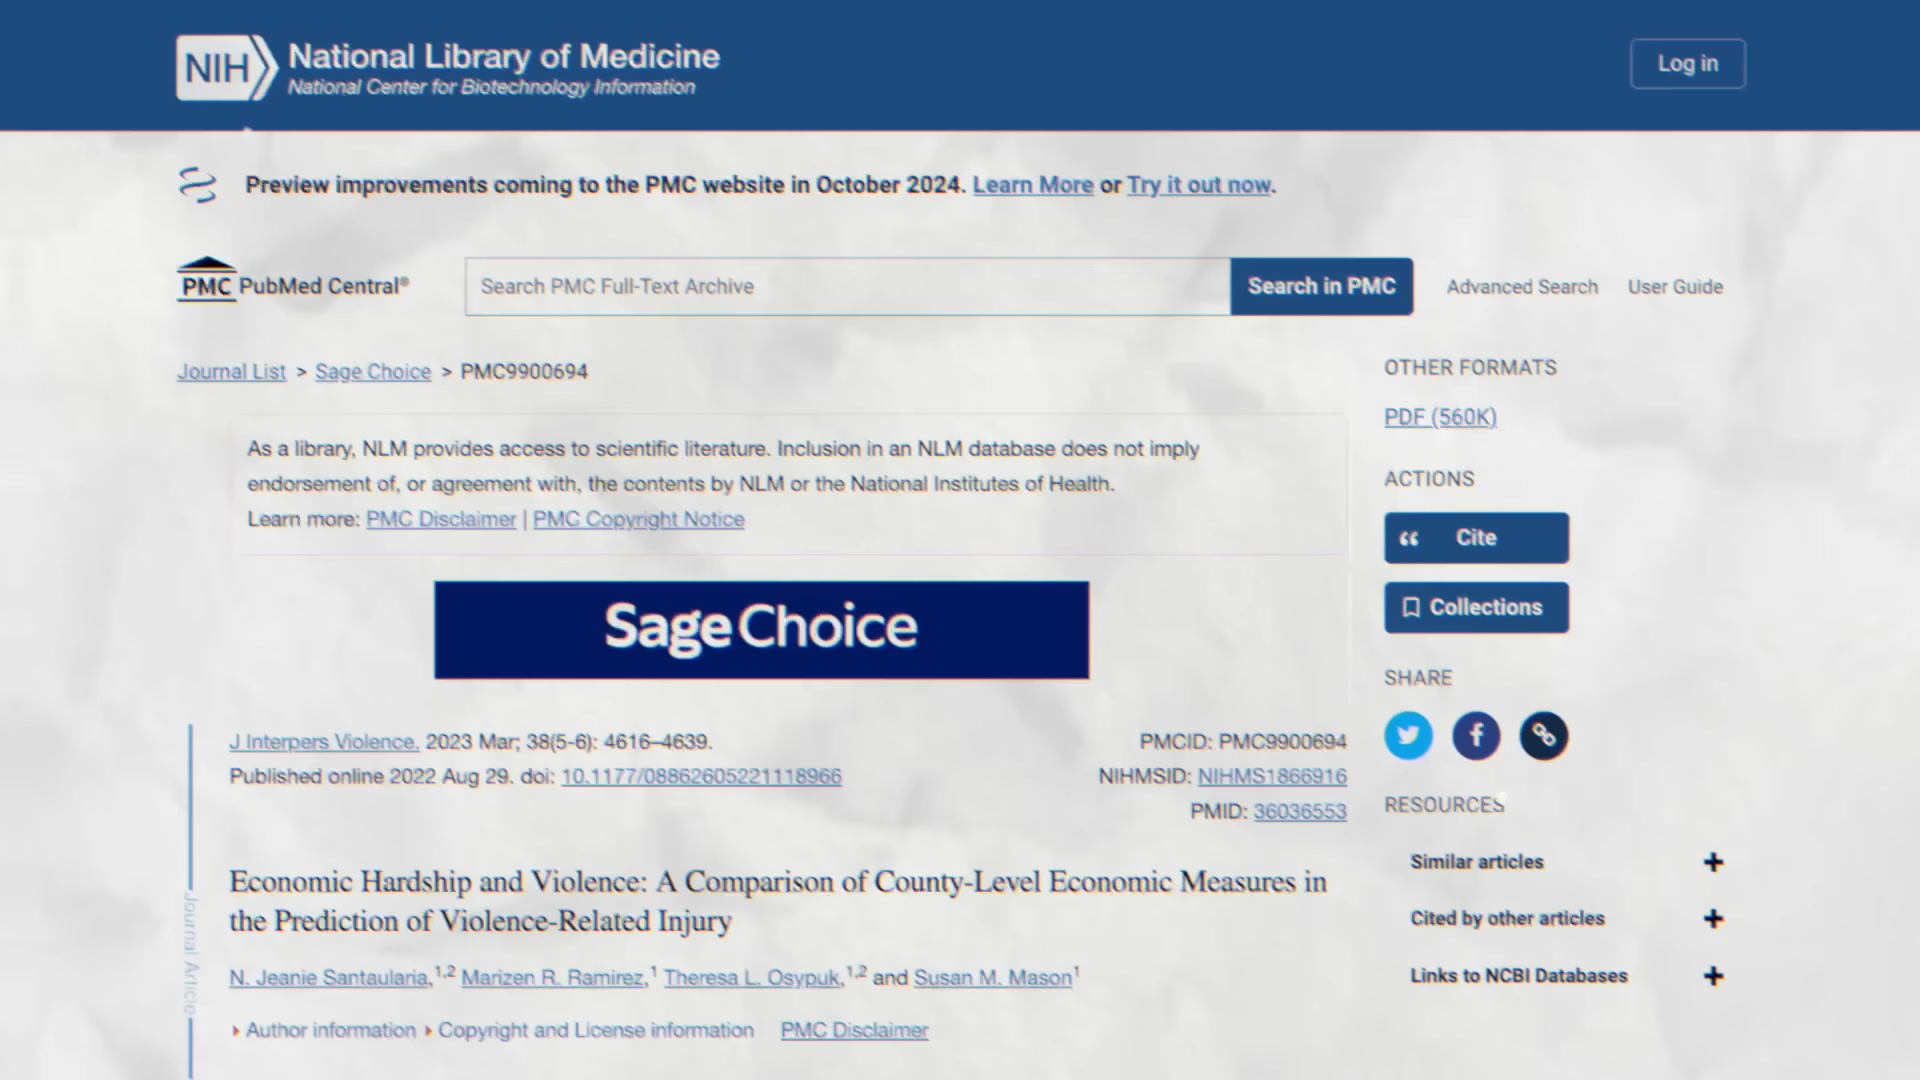 NIH National Library of Medicine
National Center for Biotechnology Information
Log in
Preview improvements coming to the PMC website in October 2024. Learn More or Try it out now.
PMC PubMed Central®
Search PMC Full-Text Archive
Search in PMC
Advanced Search
User Guide
Journal List > Sage Choice > PMC9900694
As a library, NLM provides access to scientific literature. Inclusion in an NLM database does not imply
endorsement of, or agreement with, the contents by NLM or the National Institutes of Health.
Learn more: PMC Disclaimer | PMC Copyright Notice
Sage Choice
J Interpers Violence. 2023 Mar; 38(5-6): 4616–4639.
Published online 2022 Aug 29. doi: 10.1177/08862605221118966
PMCID: PMC9900694
NIHMSID: NIHMS1866916
PMID: 36036553
Journal Article
Economic Hardship and Violence: A Comparison of County-Level Economic Measures in
the Prediction of Violence-Related Injury
N. Jeanie Santaularia,1,2 Marizen R. Ramirez,1 Theresa L. Osypuk,1,2 and Susan M. Mason1
Author information Copyright and License information PMC Disclaimer
OTHER FORMATS
PDF (560K)
ACTIONS
Cite
Collections
SHARE
RESOURCES
Similar articles
Cited by other articles
Links to NCBI Databases